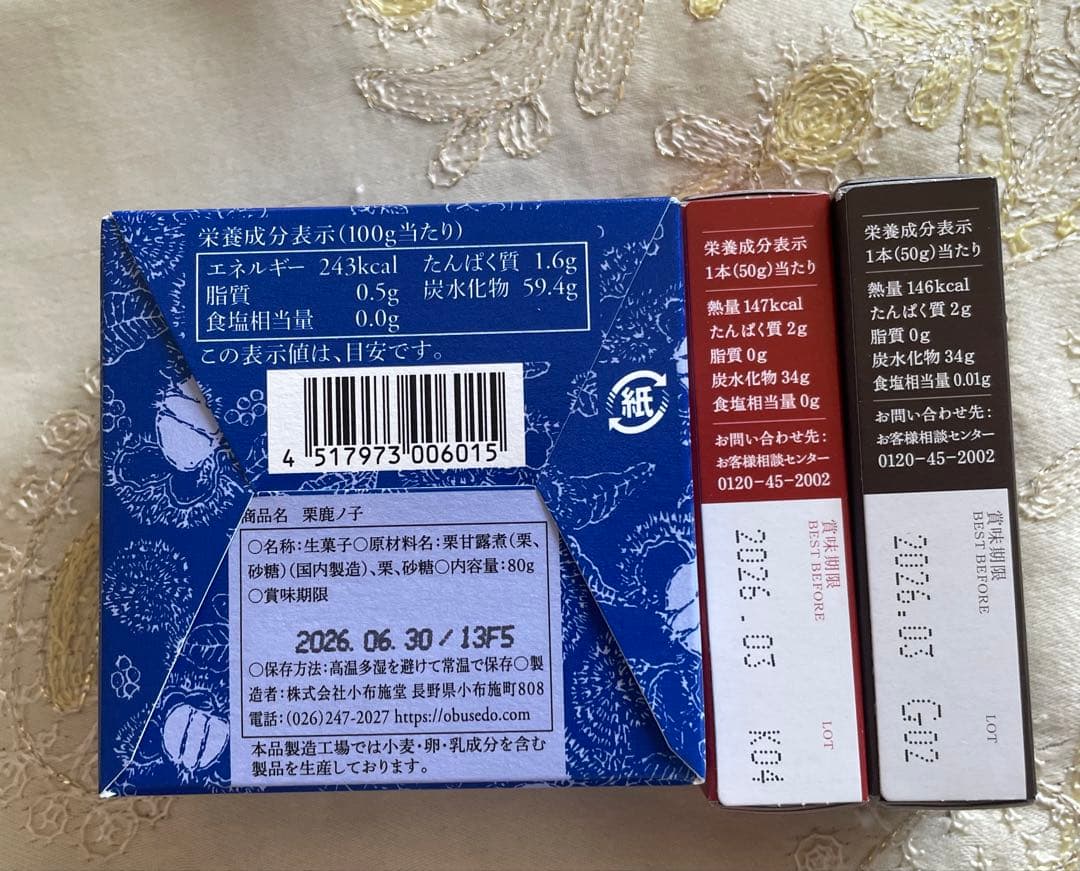 栄養成分表示(100g当たり)
エネルギー 243kcal たんぱく質 1.6g
脂質 0.5g 炭水化物 59.4g
食塩相当量 0.0g
この表示値は、目安です。
4 517973 006015
紙
商品名 栗鹿ノ子
○名称:生菓子○原材料名:栗甘露煮(栗、
砂糖)(国内製造)、栗、砂糖○内容量:80g
○賞味期限
2026.06.30/13F5
○保存方法:高温多湿を避けて常温で保存○製
造者:株式会社小布施堂 長野県小布施町808
電話:(026)247-2027 https://obusedo.com
本品製造工場では小麦・卵・乳成分を含む
製品を生産しております。
栄養成分表示
1本(50g)当たり
熱量 147kcal
たんぱく質 2g
脂質 0g
炭水化物 34g
食塩相当量 0g
お問い合わせ先:
お客様相談センター
0120-45-2002
賞味期限
BEST BEFORE
2026.03
LOT
K04
栄養成分表示
1本(50g)当たり
熱量 146kcal
たんぱく質 2g
脂質 0g
炭水化物 34g
食塩相当量 0.01g
お問い合わせ先:
お客様相談センター
0120-45-2002
賞味期限
BEST BEFORE
2026.03
LOT
G02